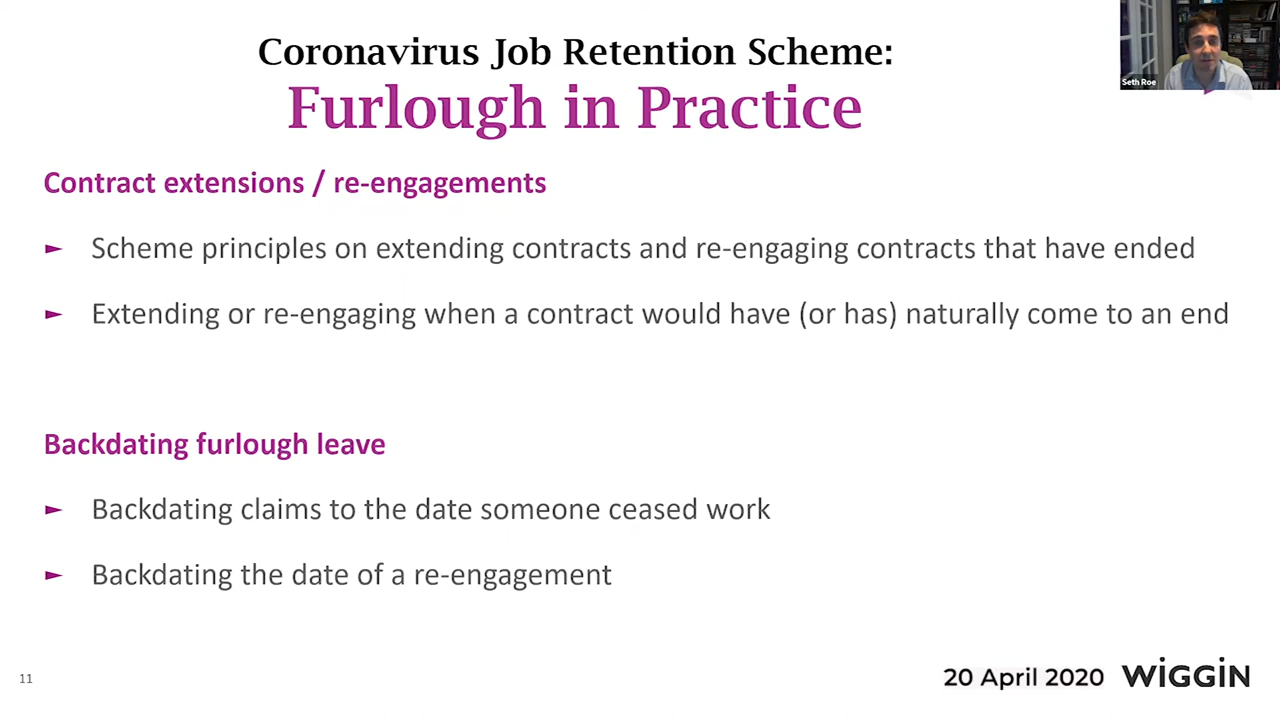 Coronavirus Job Retention Scheme:
Furlough in Practice
Seth Roe
Contract extensions / re-engagements
► Scheme principles on extending contracts and re-engaging contracts that have ended
► Extending or re-engaging when a contract would have (or has) naturally come to an end
Backdating furlough leave
► Backdating claims to the date someone ceased work
► Backdating the date of a re-engagement
11
20 April 2020 WIGGIN